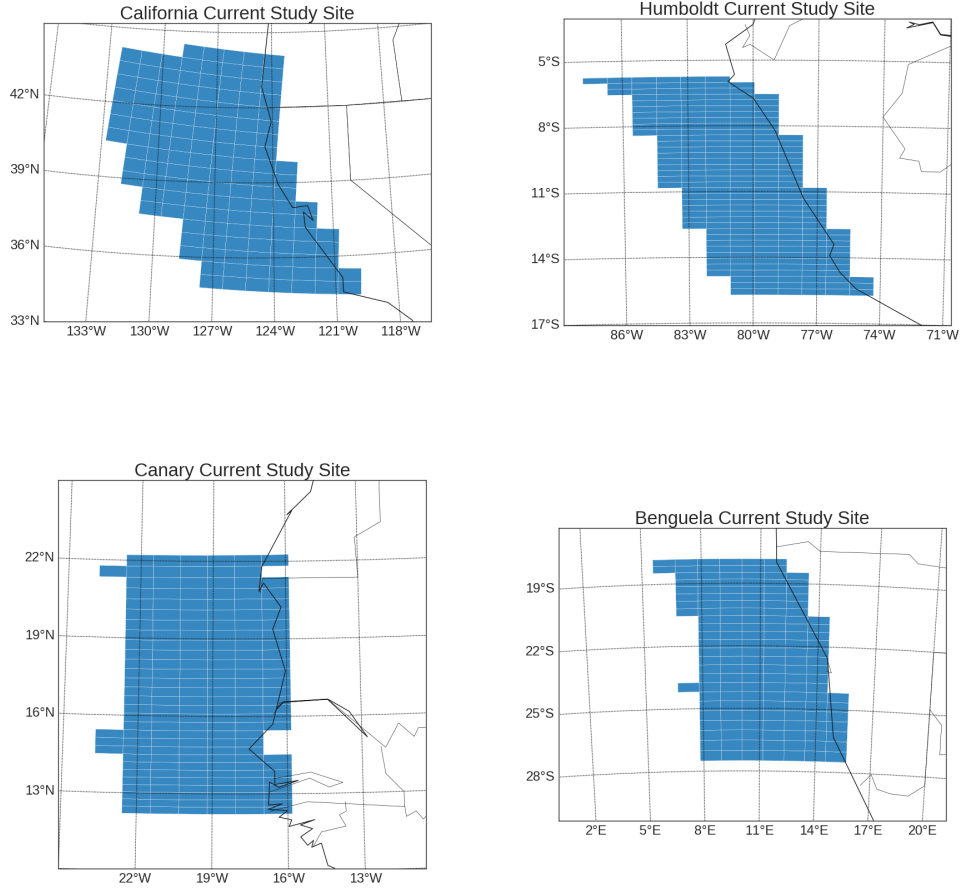 California Current Study Site
42°N
39°N
36°N
33°N
133°W 130°W 127°W 124°W 121°W 118°W
Humboldt Current Study Site
5°S
8°S
11°S
14°S
17°S
86°W 83°W 80°W 77°W 74°W 71°W
Canary Current Study Site
22°N
19°N
16°N
13°N
22°W 19°W 16°W 13°W
Benguela Current Study Site
19°S
22°S
25°S
28°S
2°E 5°E 8°E 11°E 14°E 17°E 20°E